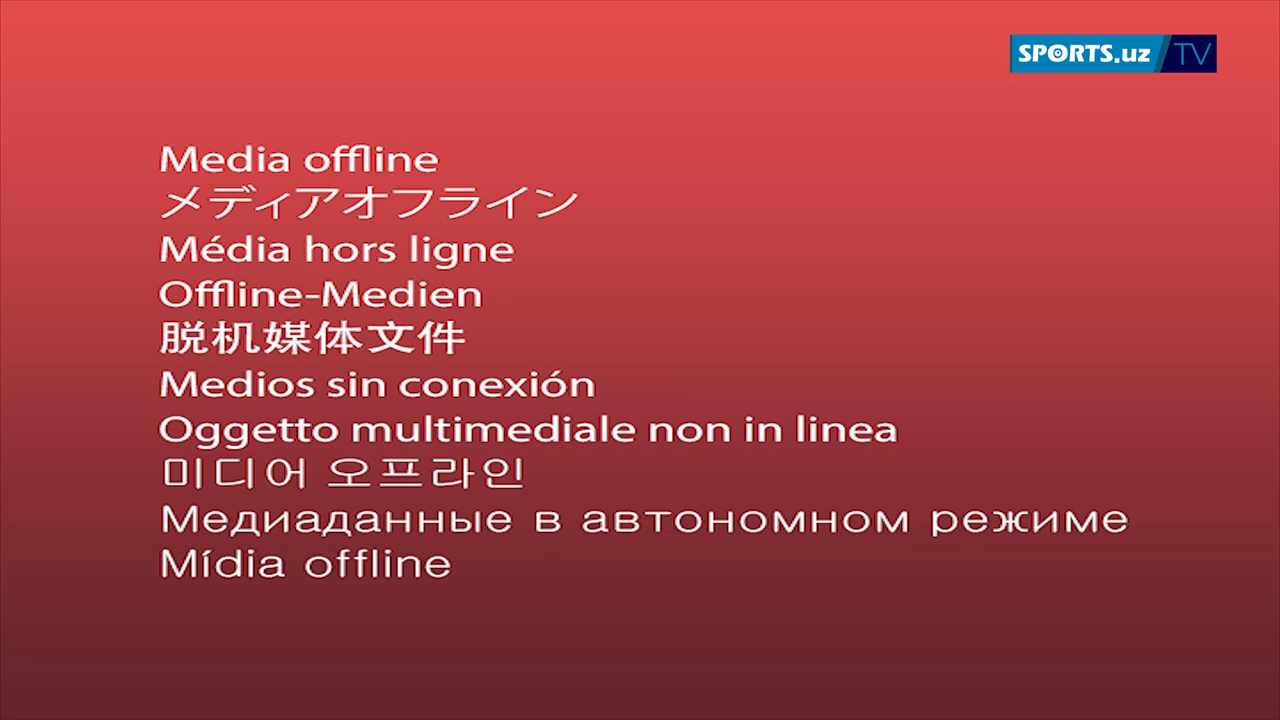 SPORTS.uz TV
Media offline
メディアオフライン
Média hors ligne
Offline-Medien
脱机媒体文件
Medios sin conexión
Oggetto multimediale non in linea
미디어 오프라인
Медиаданные в автономном режиме
Mídia offline